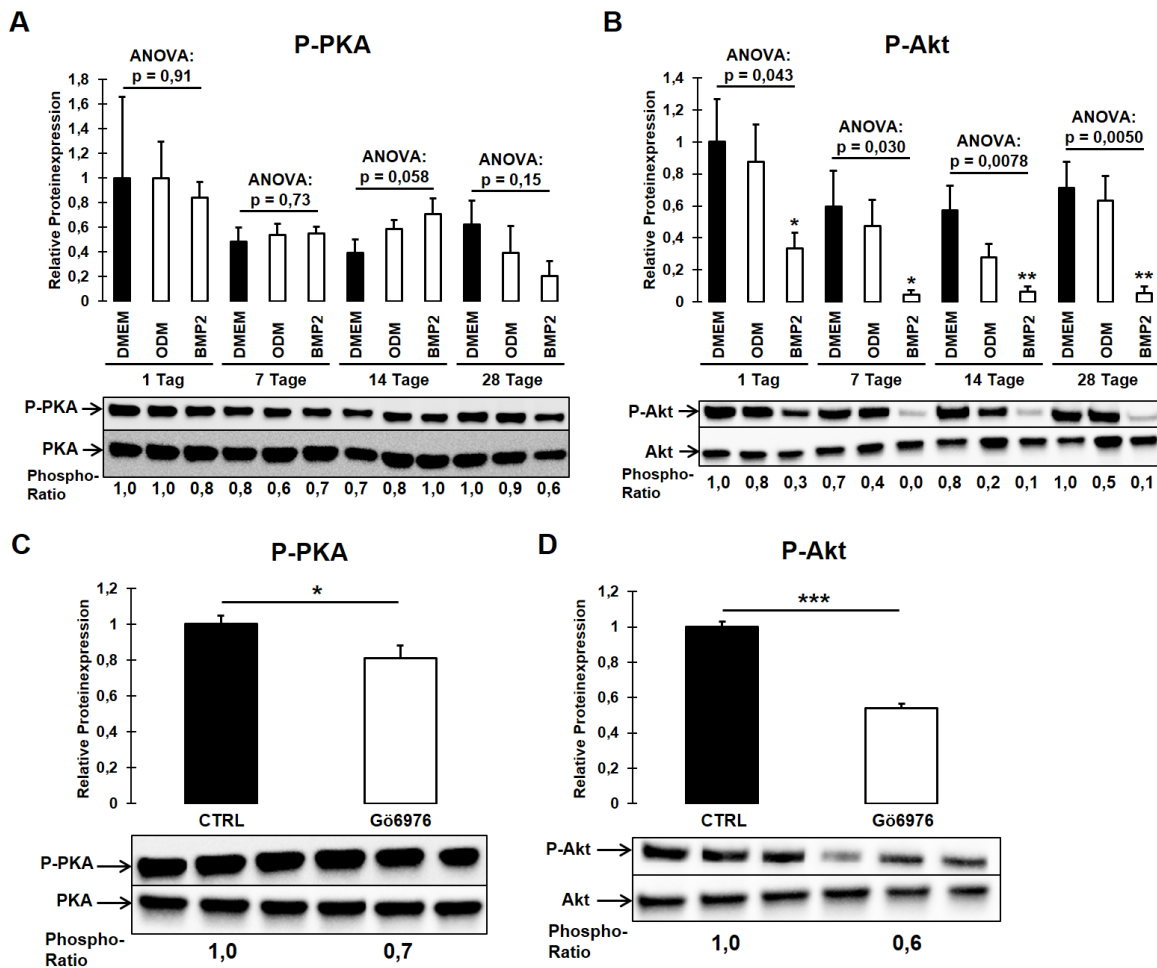 A
P-PKA
ANOVA:
p = 0,91
ANOVA:
p = 0,73
ANOVA:
p = 0,058
ANOVA:
p = 0,15
Relative Proteinexpression
1,8
1,6
1,4
1,2
1
0,8
0,6
0,4
0,2
0
DMEM ODM BMP2 DMEM ODM BMP2 DMEM ODM BMP2 DMEM ODM BMP2
1 Tag 7 Tage 14 Tage 28 Tage
P-PKA
PKA
Phospho-
Ratio
1,0 1,0 0,8 0,8 0,6 0,7 0,7 0,8 1,0 1,0 0,9 0,6
B
P-Akt
ANOVA:
p = 0,043
ANOVA:
p = 0,030
ANOVA:
p = 0,0078
ANOVA:
p = 0,0050
Relative Proteinexpression
1,4
1,2
1
0,8
0,6
0,4
0,2
0
* * ** **
DMEM ODM BMP2 DMEM ODM BMP2 DMEM ODM BMP2 DMEM ODM BMP2
1 Tag 7 Tage 14 Tage 28 Tage
P-Akt
Akt
Phospho-
Ratio
1,0 0,8 0,3 0,7 0,4 0,0 0,8 0,2 0,1 1,0 0,5 0,1
C
P-PKA
*
Relative Proteinexpression
1,2
1
0,8
0,6
0,4
0,2
0
CTRL Gö6976
P-PKA
PKA
Phospho-
Ratio
1,0 0,7
D
P-Akt
***
Relative Proteinexpression
1,2
1
0,8
0,6
0,4
0,2
0
CTRL Gö6976
P-Akt
Akt
Phospho-
Ratio
1,0 0,6